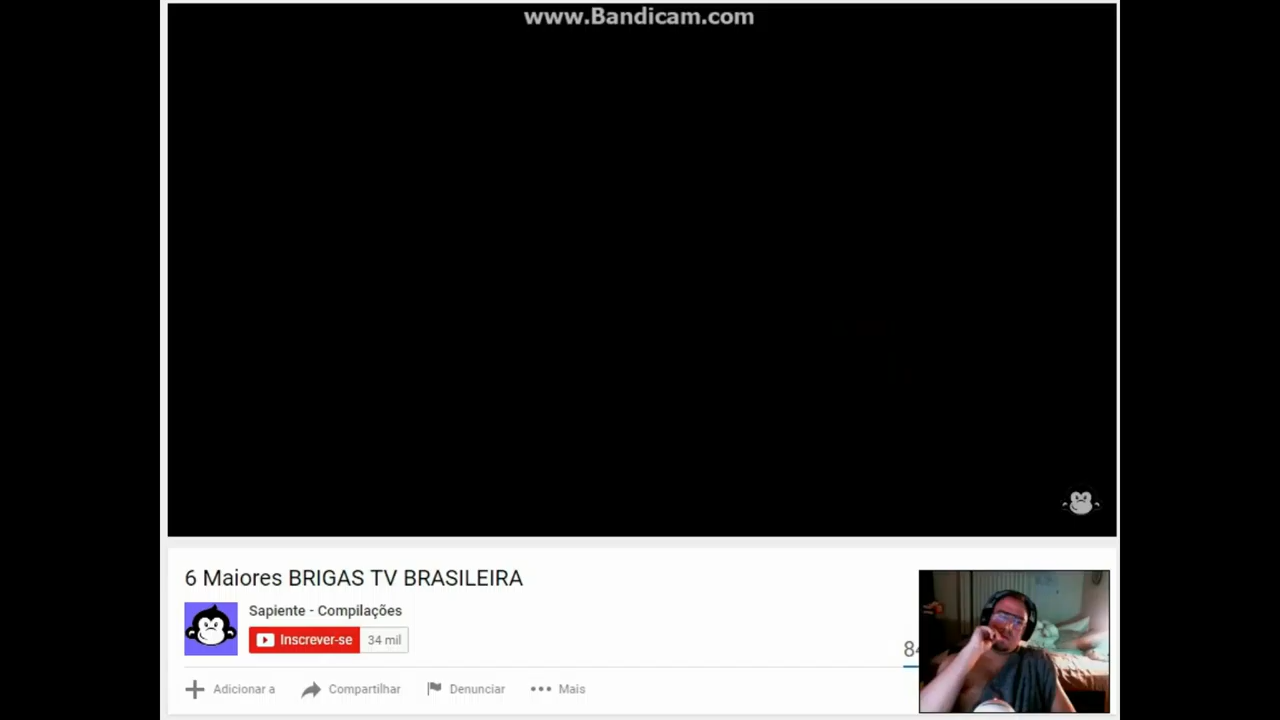 www.Bandicam.com
6 Maiores BRIGAS TV BRASILEIRA
Sapiente - Compilações
Inscrever-se 34 mil
Adicionar a Compartilhar Denunciar Mais